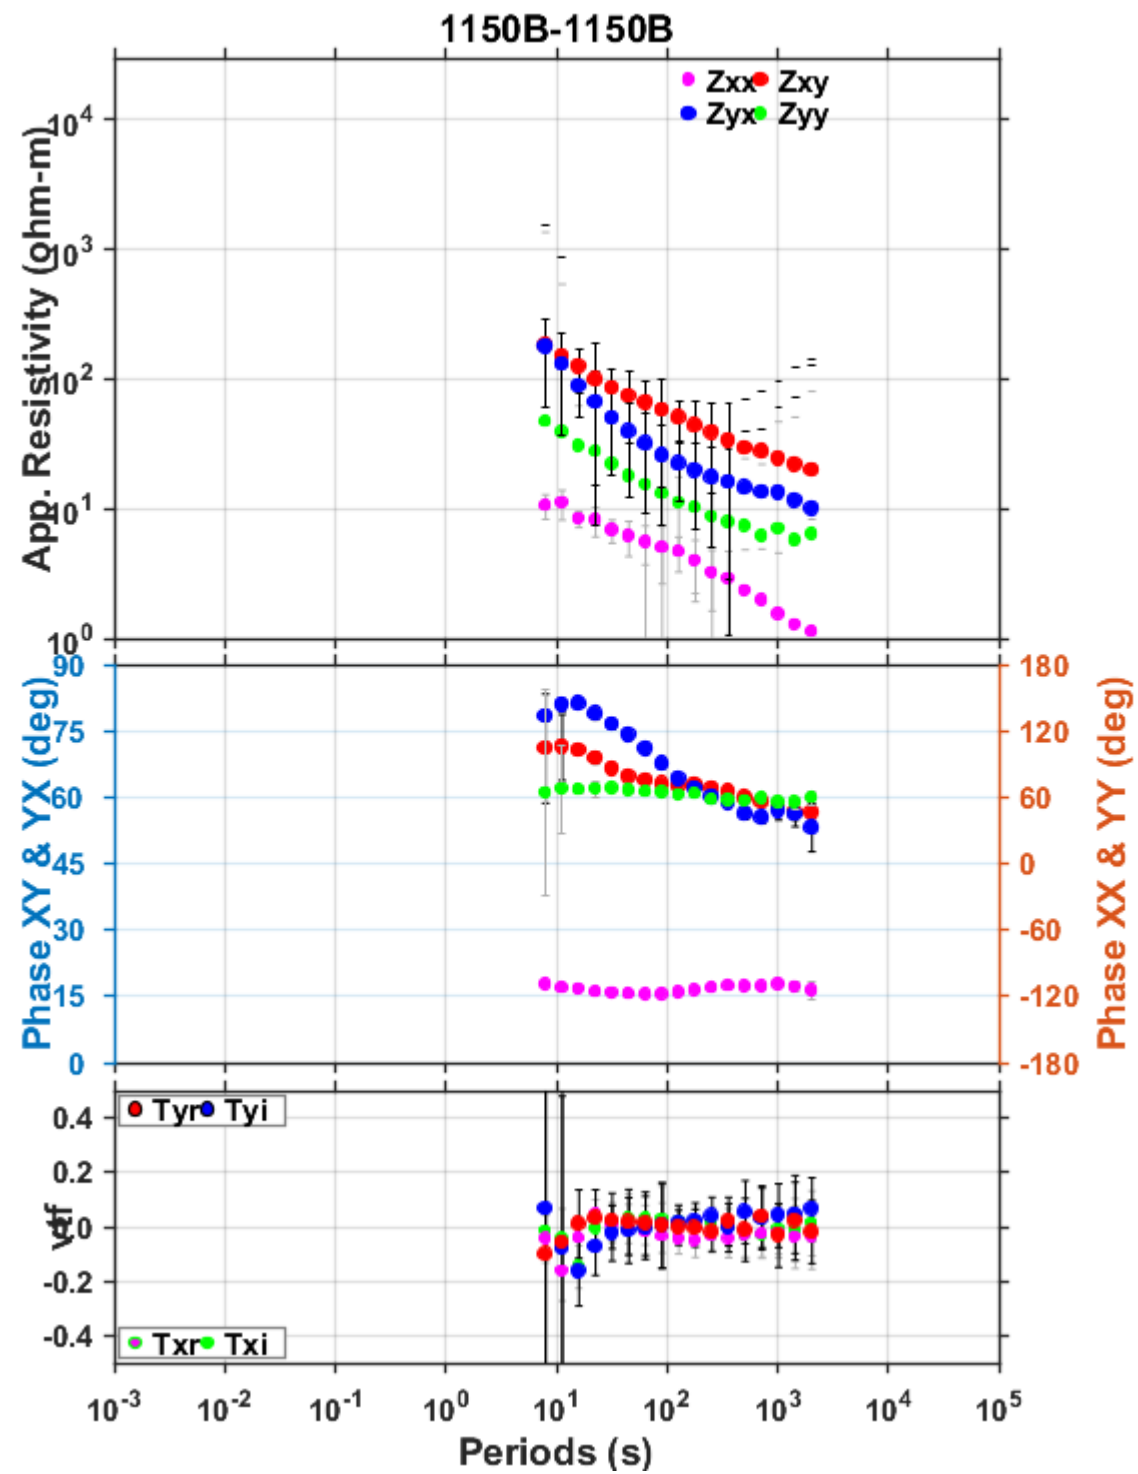 1150B-1150B
Zxx Zxy
Zyx Zyy
App. Resistivity (ohm-m)
10^4
10^3
10^2
10^1
10^0
Phase XY & YX (deg)
90
75
60
45
30
15
0
Phase XX & YY (deg)
180
120
60
0
-60
-120
-180
Tyr Tyi
vtf
0.4
0.2
0.0
-0.2
-0.4
Txr Txi
10^-3 10^-2 10^-1 10^0 10^1 10^2 10^3 10^4 10^5
Periods (s)